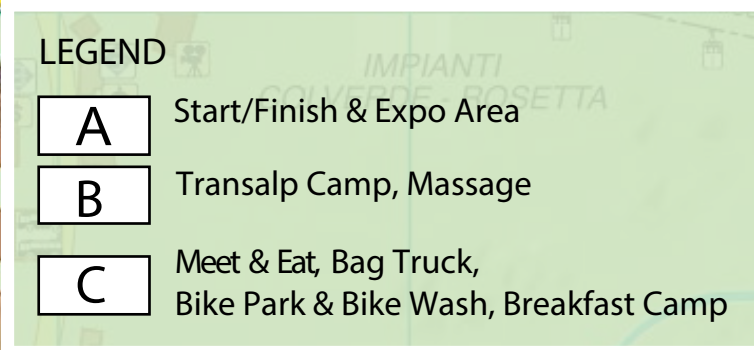 LEGEND
IMPIANTI
COLVERDE - ROSETTA
A
Start/Finish & Expo Area
B
Transalp Camp, Massage
C
Meet & Eat, Bag Truck,
Bike Park & Bike Wash, Breakfast Camp